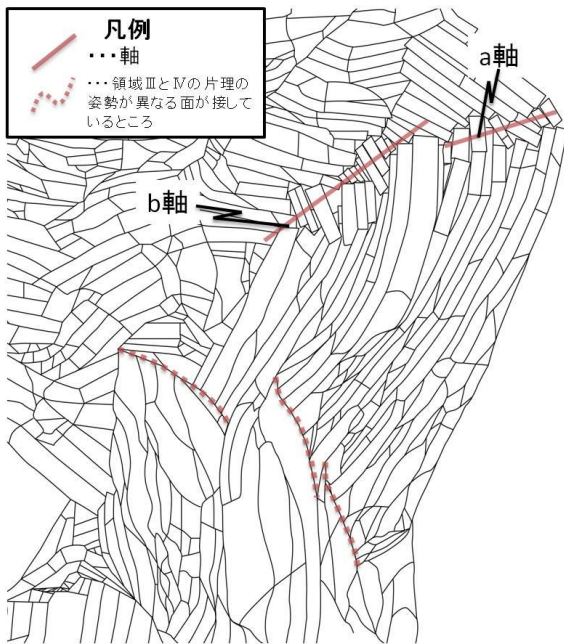 凡例
・・・軸
・・・領域ⅢとⅣの片理の
姿勢が異なる面が接して
いるところ
a軸
b軸